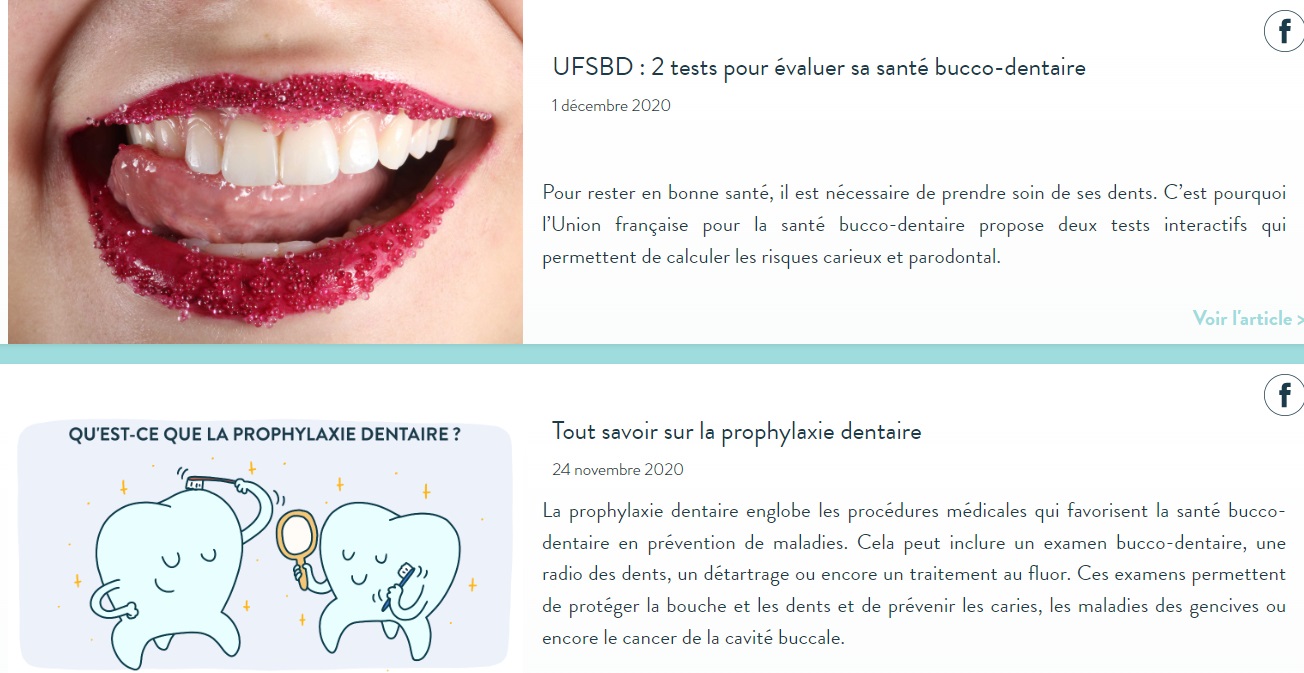 UFSBD : 2 tests pour évaluer sa santé bucco-dentaire
1 décembre 2020
Pour rester en bonne santé, il est nécessaire de prendre soin de ses dents. C’est pourquoi
l’Union française pour la santé bucco-dentaire propose deux tests interactifs qui
permettent de calculer les risques carieux et parodontal.
Voir l'article >
QU'EST-CE QUE LA PROPHYLAXIE DENTAIRE ?
Tout savoir sur la prophylaxie dentaire
24 novembre 2020
La prophylaxie dentaire englobe les procédures médicales qui favorisent la santé bucco-
dentaire en prévention de maladies. Cela peut inclure un examen bucco-dentaire, une
radio des dents, un détartrage ou encore un traitement au fluor. Ces examens permettent
de protéger la bouche et les dents et de prévenir les caries, les maladies des gencives ou
encore le cancer de la cavité buccale.